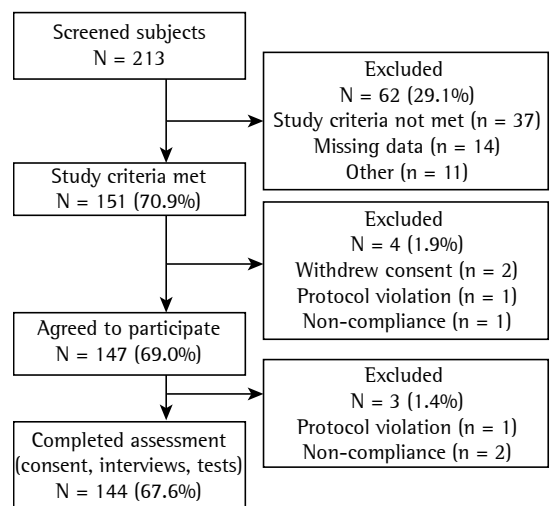 Screened subjects
N = 213
Excluded
N = 62 (29.1%)
Study criteria not met (n = 37)
Missing data (n = 14)
Other (n = 11)
Study criteria met
N = 151 (70.9%)
Excluded
N = 4 (1.9%)
Withdrew consent (n = 2)
Protocol violation (n = 1)
Non-compliance (n = 1)
Agreed to participate
N = 147 (69.0%)
Excluded
N = 3 (1.4%)
Protocol violation (n = 1)
Non-compliance (n = 2)
Completed assessment
(consent, interviews, tests)
N = 144 (67.6%)